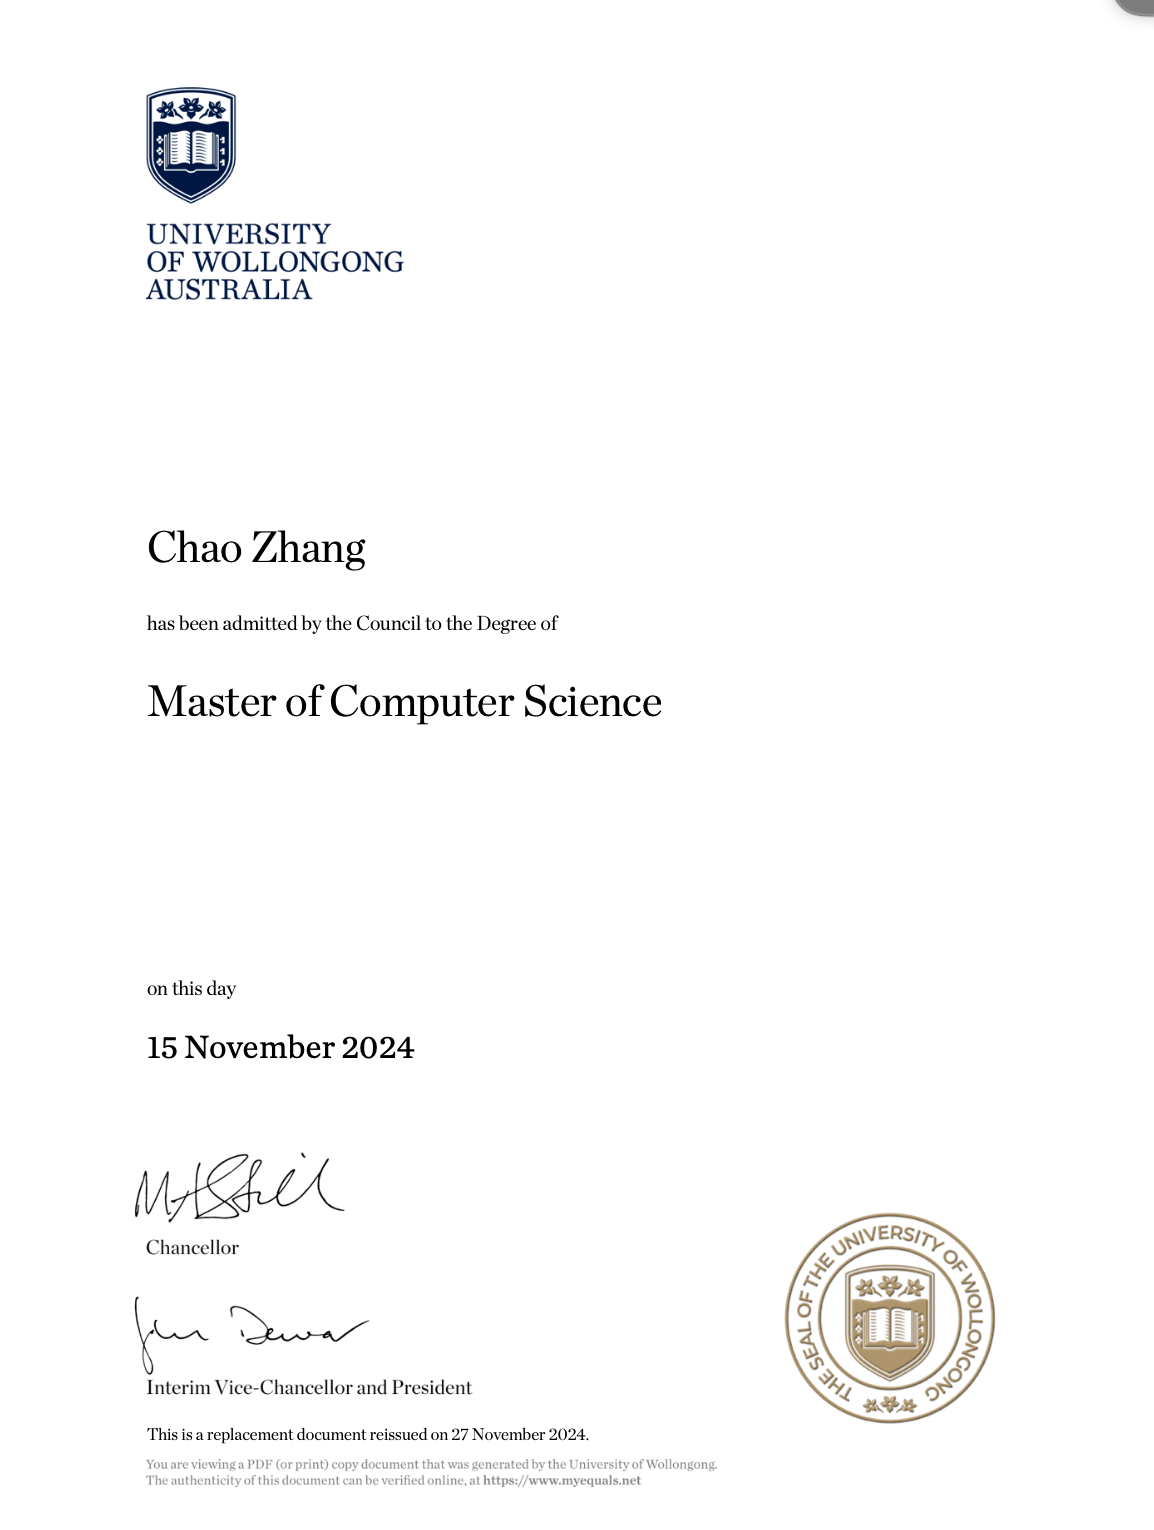 UNIVERSITY
OF WOLLONGONG
AUSTRALIA
Chao Zhang
has been admitted by the Council to the Degree of
Master of Computer Science
on this day
15 November 2024
Chancellor
Interim Vice-Chancellor and President
THE SEAL OF THE UNIVERSITY OF WOLLONGONG
This is a replacement document reissued on 27 November 2024.
You are viewing a PDF (or print) copy document that was generated by the University of Wollongong.
The authenticity of this document can be verified online, at https://www.myequals.net